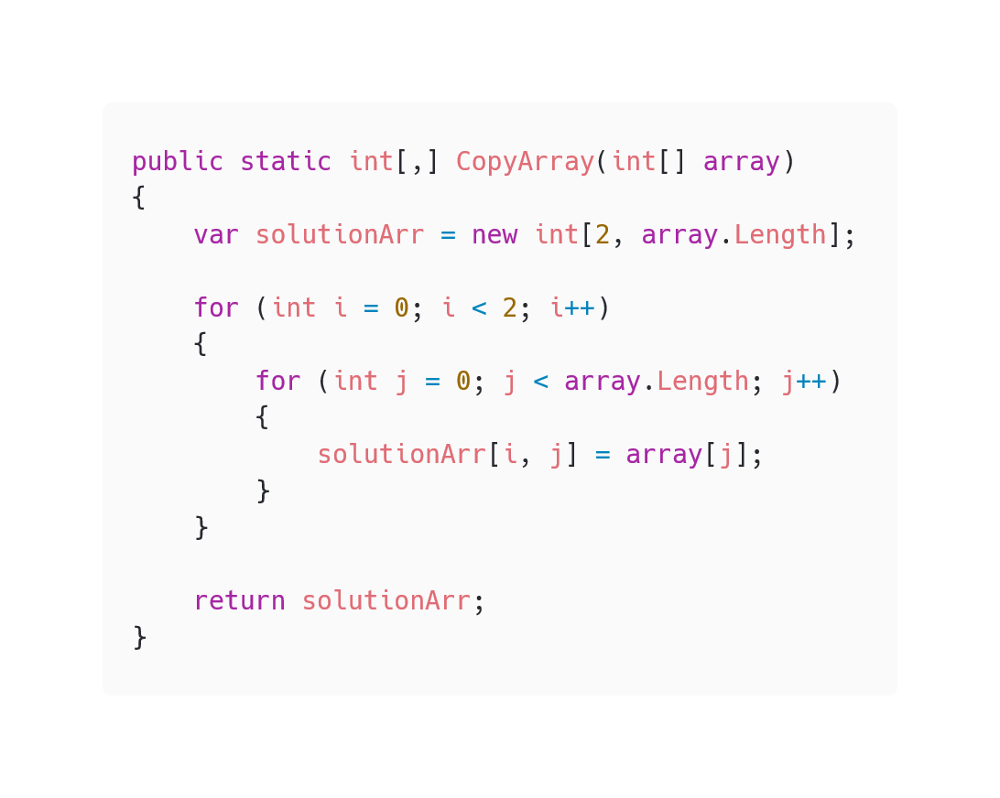 public static int[,] CopyArray(int[] array)
{
    var solutionArr = new int[2, array.Length];

    for (int i = 0; i < 2; i++)
    {
        for (int j = 0; j < array.Length; j++)
        {
            solutionArr[i, j] = array[j];
        }
    }

    return solutionArr;
}